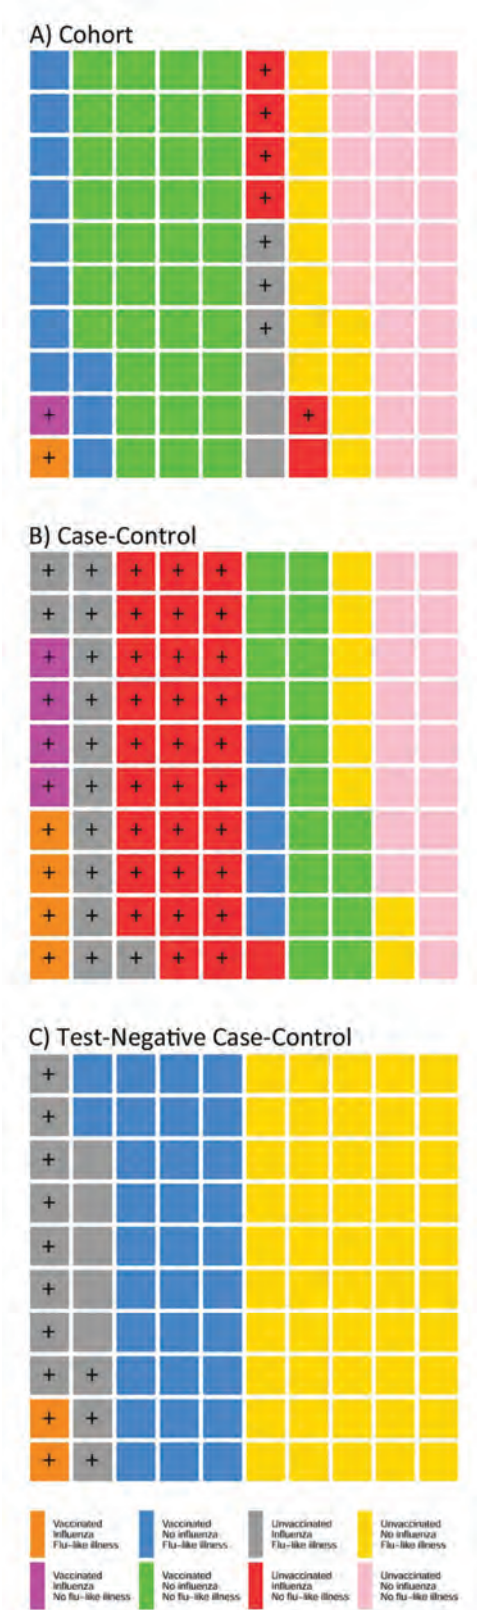 A) Cohort
+
+
+
+
+
+
+
+ +
+
B) Case-Control
+ + + + +
+ + + + +
+ + + + +
+ + + + +
+ + + + +
+ + + + +
+ + + + +
+ + + + +
+ + + + +
+ + + + +
C) Test-Negative Case-Control
+
+
+
+
+
+
+
+ +
+ +
+ +
Vaccinated
Influenza
Flu-like illness
Vaccinated
No influenza
Flu-like illness
Unvaccinated
Influenza
Flu-like illness
Unvaccinated
No influenza
Flu-like illness
Vaccinated
Influenza
No flu-like illness
Vaccinated
No influenza
No flu-like illness
Unvaccinated
Influenza
No flu-like illness
Unvaccinated
No influenza
No flu-like illness